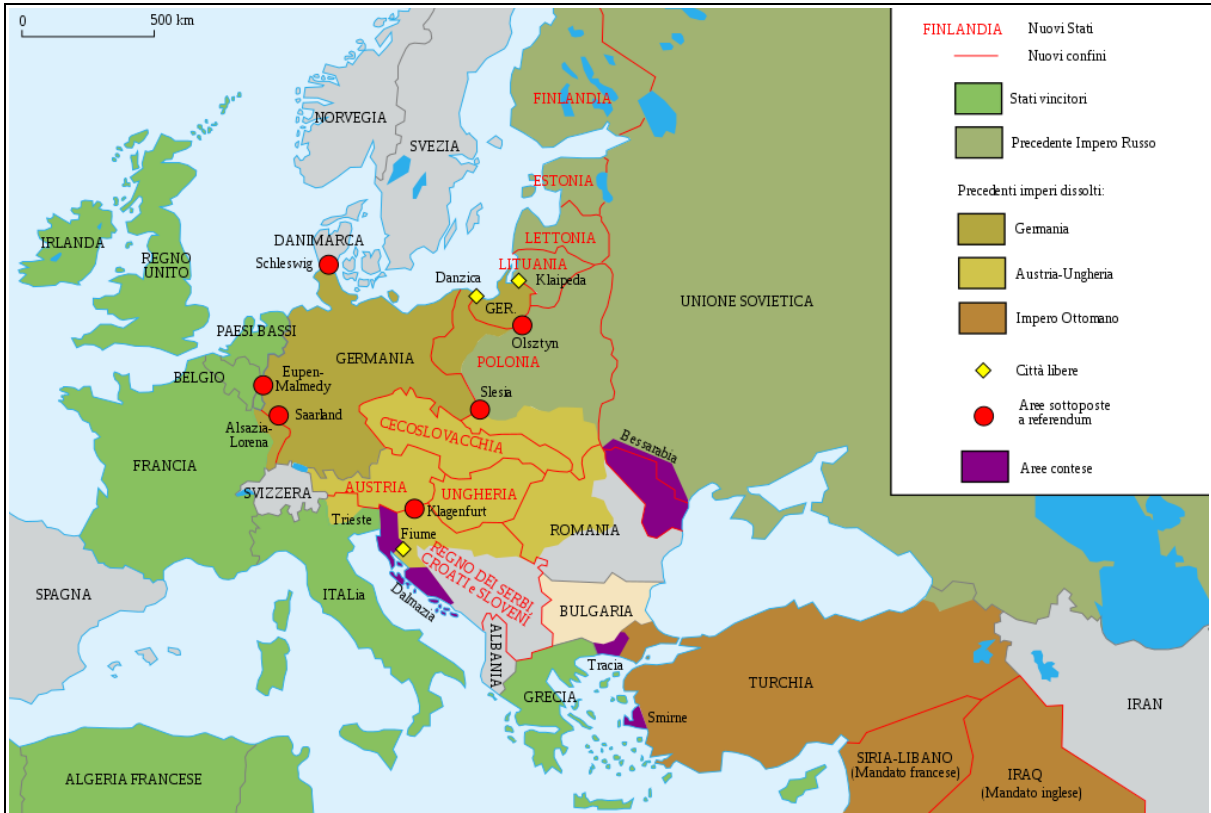 0 500 km
NORVEGIA
SVEZIA
FINLANDIA
ESTONIA
LETTONIA
LITUANIA
Klaipeda
Danzica
GER.
Olsztyn
POLONIA
UNIONE SOVIETICA
IRLANDA
REGNO
UNITO
DANIMARCA
Schleswig
PAESI BASSI
BELGIO
Eupen-
Malmedy
GERMANIA
Saarland
Alsazia-
Lorena
Slesia
CECOSLOVACCHIA
FRANCIA
SVIZZERA
AUSTRIA
UNGHERIA
Klagenfurt
Trieste
Fiume
Bessarabia
ROMANIA
REGNO DEI SERBI,
CROATI e SLOVENI
Dalmazia
BULGARIA
SPAGNA
ITALia
ALBANIA
GRECIA
Tracia
Smirne
TURCHIA
IRAN
SIRIA-LIBANO
(Mandato francese)
IRAQ
(Mandato inglese)
ALGERIA FRANCESE
FINLANDIA Nuovi Stati
Nuovi confini
Stati vincitori
Precedente Impero Russo
Precedenti imperi dissolti:
Germania
Austria-Ungheria
Impero Ottomano
Città libere
Aree sottoposte
a referendum
Aree contese